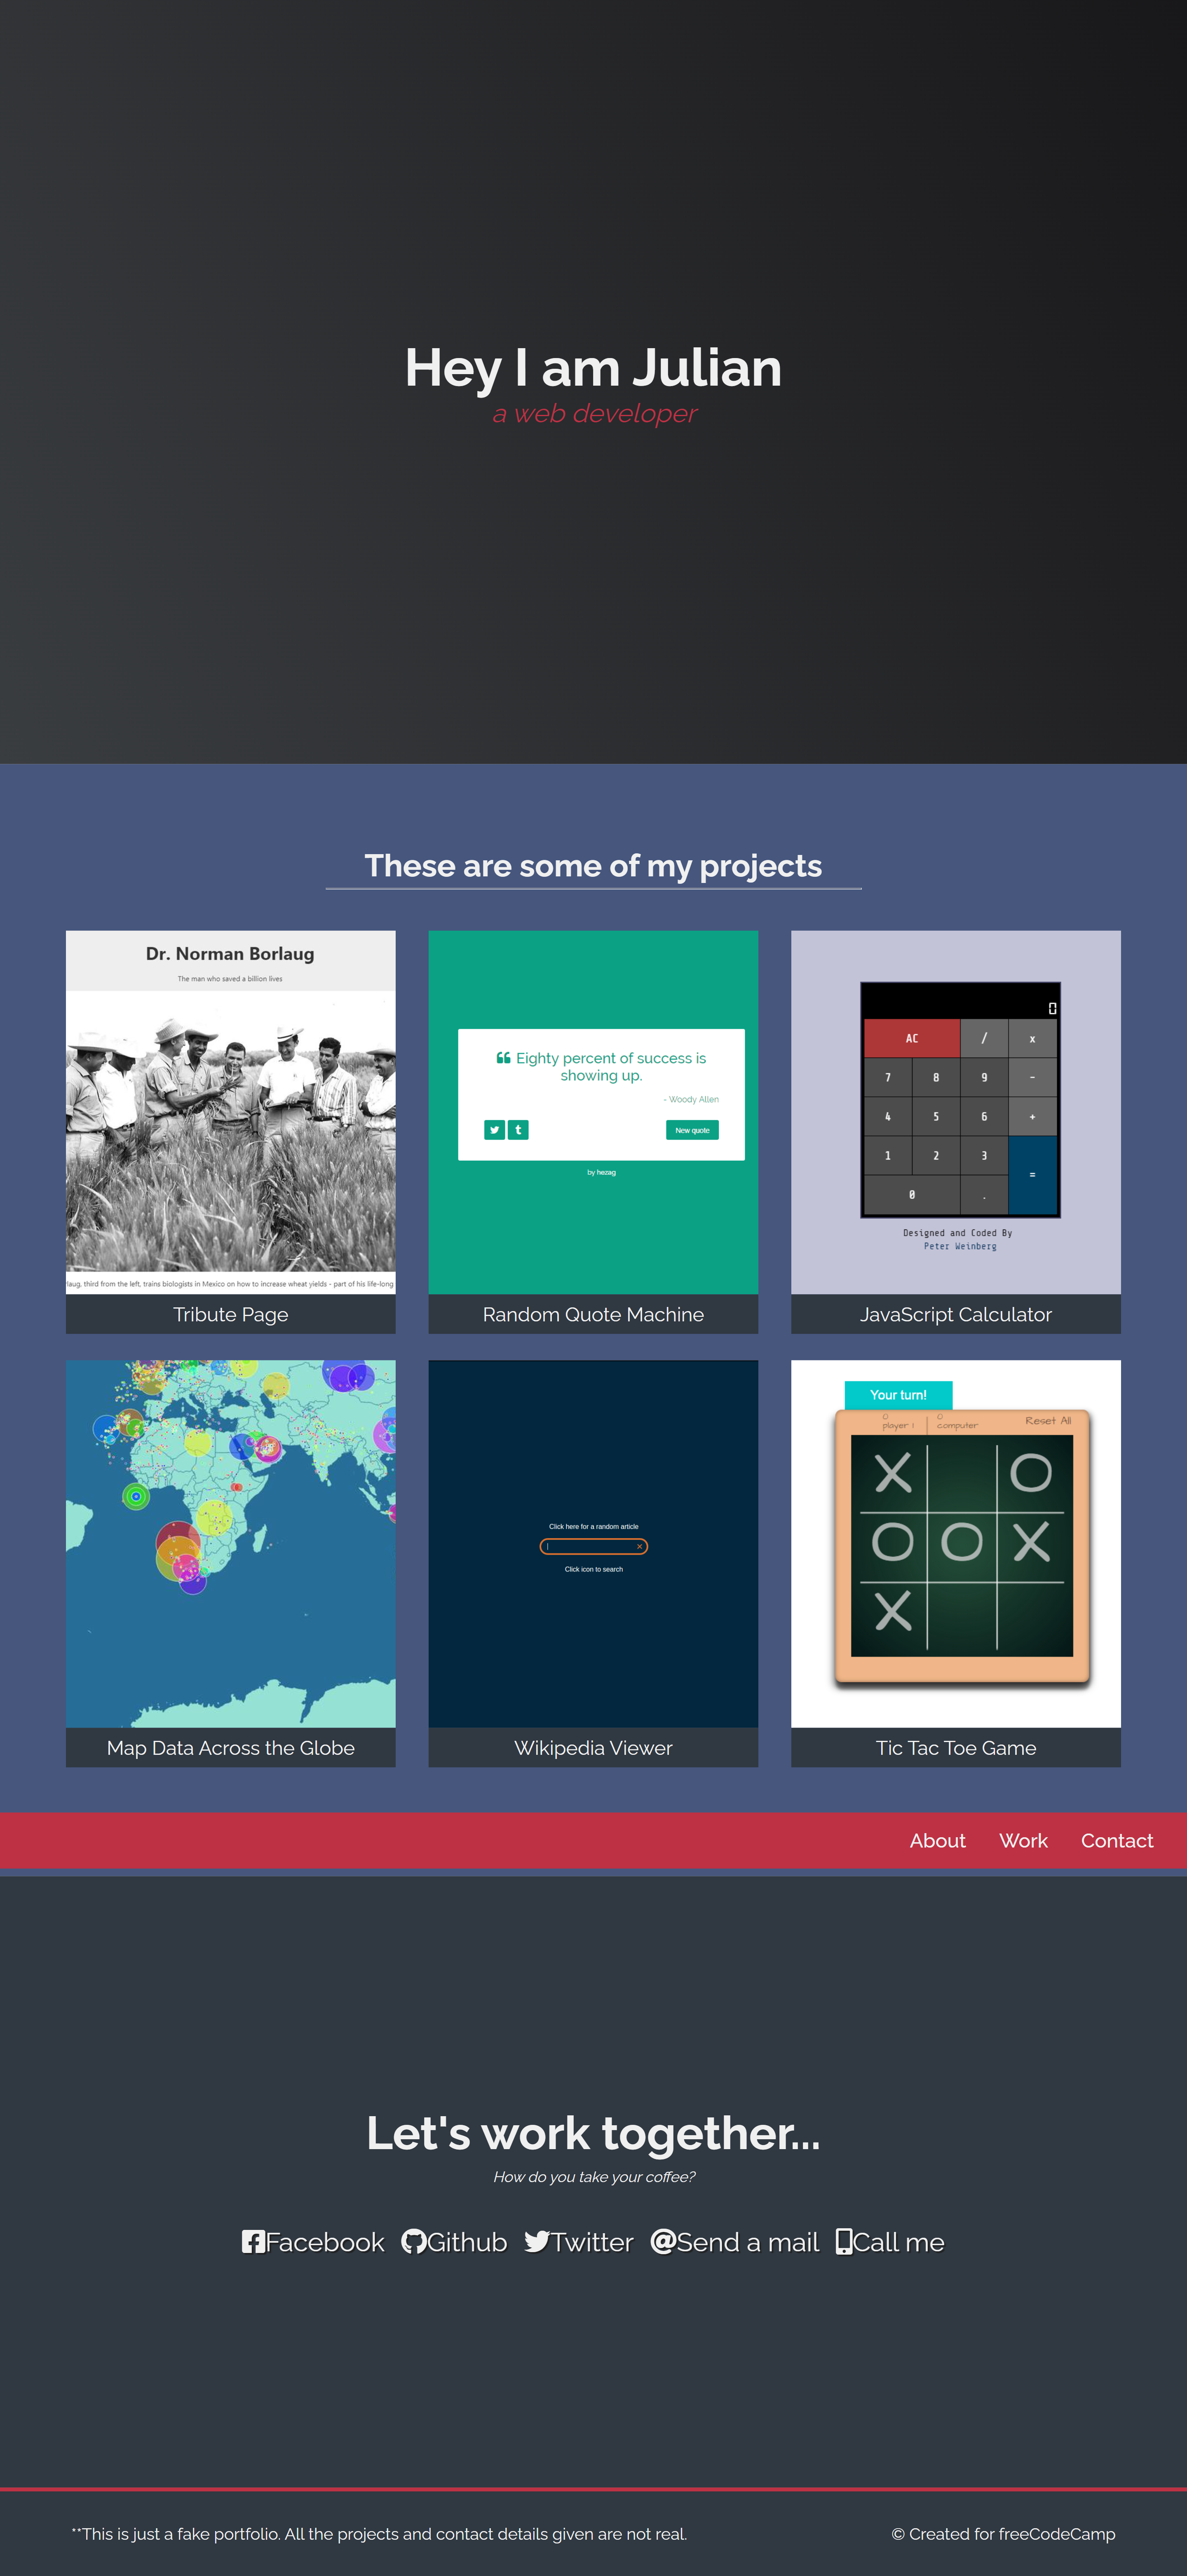 Hey I am Julian
a web developer
These are some of my projects
Dr. Norman Borlaug
The man who saved a billion lives
laug, third from the left, trains biologists in Mexico on how to increase wheat yields - part of his life-long
Tribute Page
Eighty percent of success is
showing up.
- Woody Allen
New quote
by hezag
Random Quote Machine
0
AC / x
7 8 9 -
4 5 6 +
1 2 3 =
0 .
Designed and Coded By
Peter Weinberg
JavaScript Calculator
Map Data Across the Globe
Click here for a random article
Click icon to search
Wikipedia Viewer
Your turn!
0 0
player 1 computer Reset All
X O
O O X
X
Tic Tac Toe Game
About Work Contact
Let's work together...
How do you take your coffee?
Facebook Github Twitter @Send a mail Call me
**This is just a fake portfolio. All the projects and contact details given are not real.
© Created for freeCodeCamp